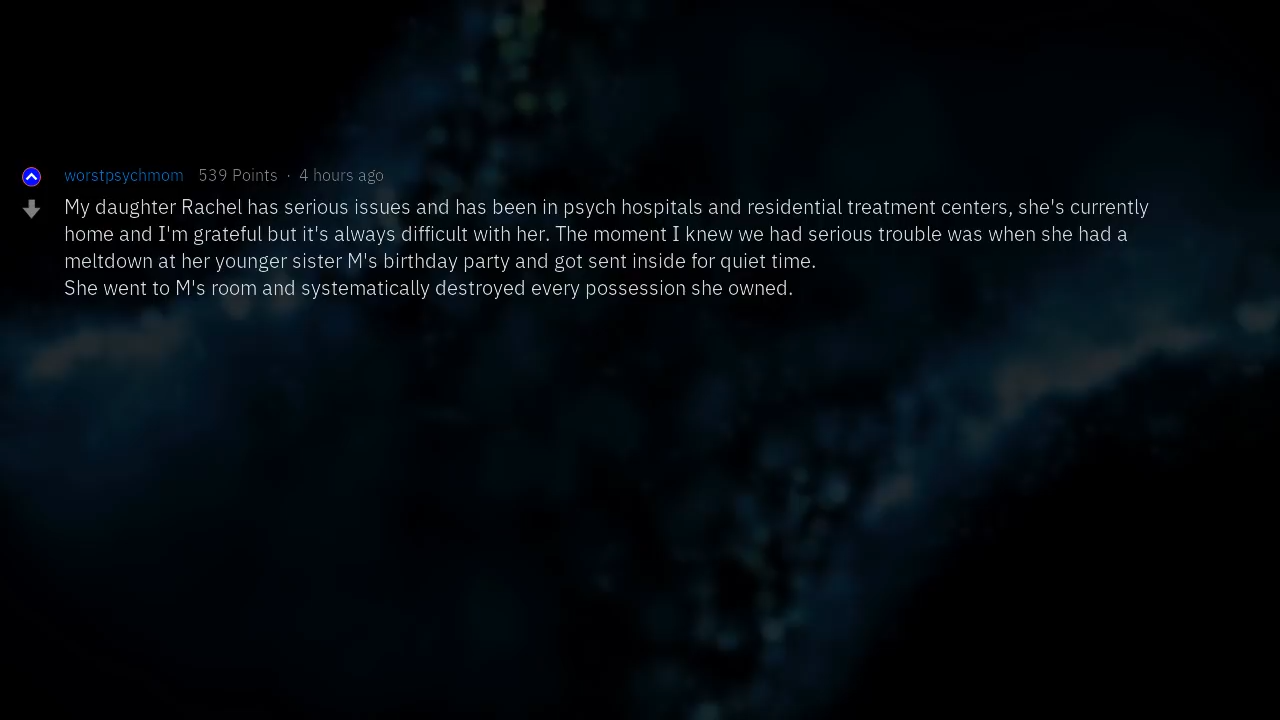 worstpsychmom 539 Points · 4 hours ago
My daughter Rachel has serious issues and has been in psych hospitals and residential treatment centers, she's currently
home and I'm grateful but it's always difficult with her. The moment I knew we had serious trouble was when she had a
meltdown at her younger sister M's birthday party and got sent inside for quiet time.
She went to M's room and systematically destroyed every possession she owned.